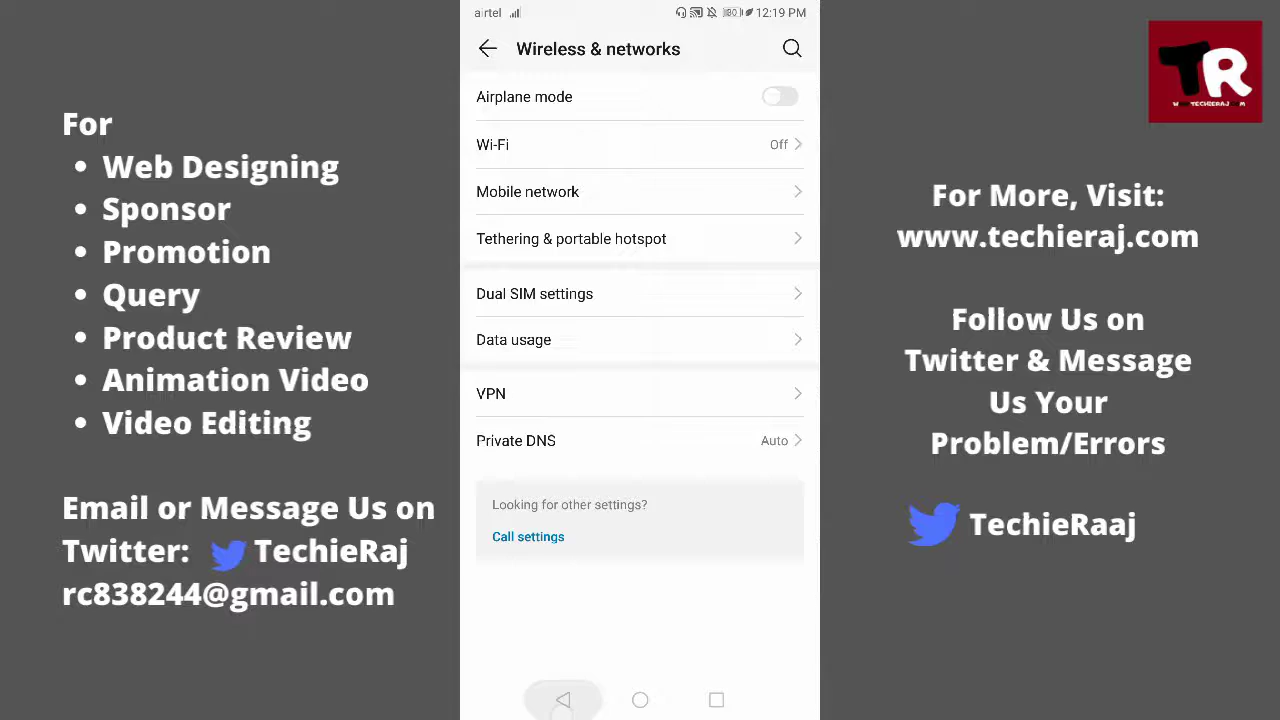 For
• Web Designing
• Sponsor
• Promotion
• Query
• Product Review
• Animation Video
• Video Editing
Email or Message Us on
Twitter: TechieRaj
rc838244@gmail.com
airtel 80 12:19 PM
Wireless & networks
Airplane mode
Wi-Fi Off
Mobile network
Tethering & portable hotspot
Dual SIM settings
Data usage
VPN
Private DNS Auto
Looking for other settings?
Call settings
TR
For More, Visit:
www.techieraj.com
Follow Us on
Twitter & Message
Us Your
Problem/Errors
TechieRaaj